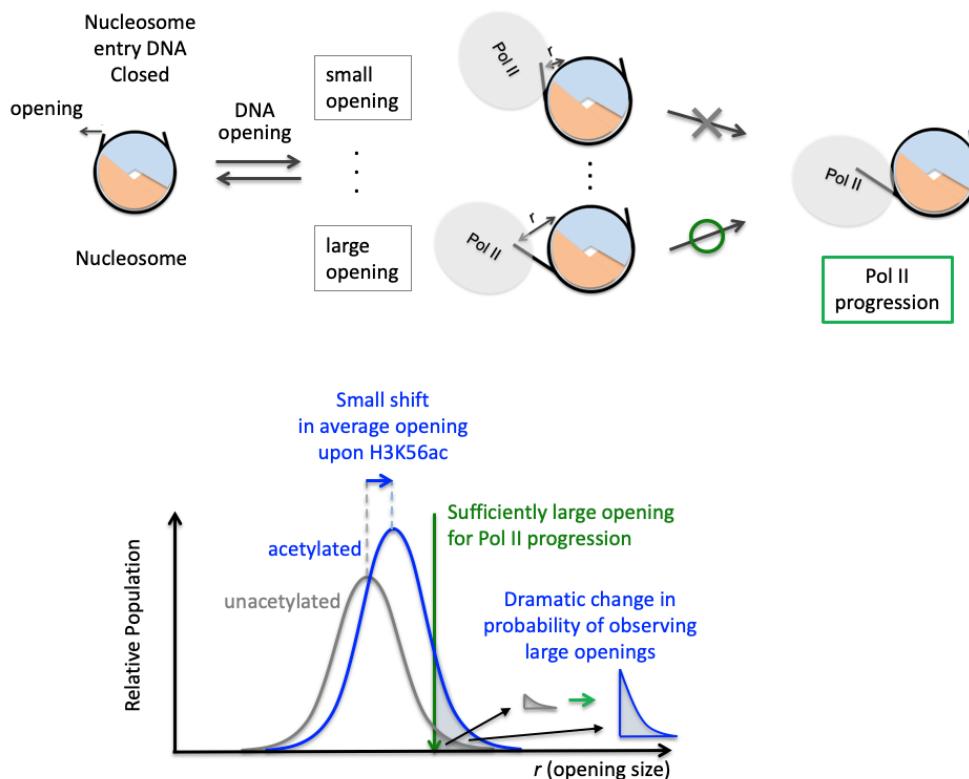 Nucleosome
entry DNA
Closed
opening
DNA
opening
small
opening
Pol II
r
Nucleosome
large
opening
Pol II
r
Pol II
Pol II
progression
Small shift
in average opening
upon H3K56ac
Sufficiently large opening
for Pol II progression
acetylated
unacetylated
Dramatic change in
probability of observing
large openings
Relative Population
r (opening size)